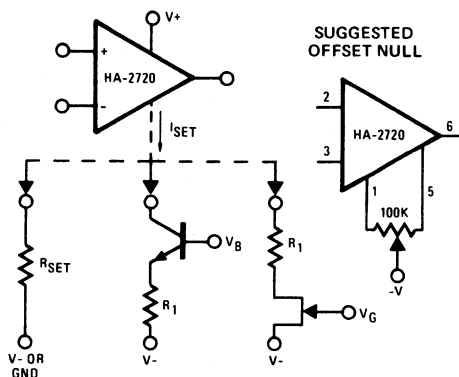 V+
+
HA-2720
-
ISET
RSET
V- OR
GND
VB
R1
V-
R1
VG
V-
SUGGESTED
OFFSET NULL
2
3
HA-2720
6
1
5
100K
-V